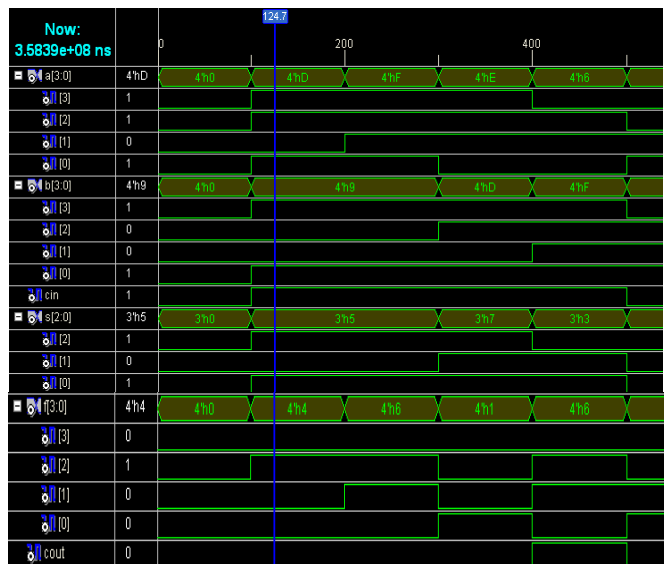 124.7
Now:
3.5839e+08 ns
0 200 400
a[3:0] 4'hD 4'h0 4'hD 4'hF 4'hE 4'h6
[3] 1
[2] 1
[1] 0
[0] 1
b[3:0] 4'h9 4'h0 4'h9 4'hD 4'hF
[3] 1
[2] 0
[1] 0
[0] 1
cin 1
s[2:0] 3'h5 3'h0 3'h5 3'h7 3'h3
[2] 1
[1] 0
[0] 1
f[3:0] 4'h4 4'h0 4'h4 4'h6 4'h1 4'h6
[3] 0
[2] 1
[1] 0
[0] 0
cout 0